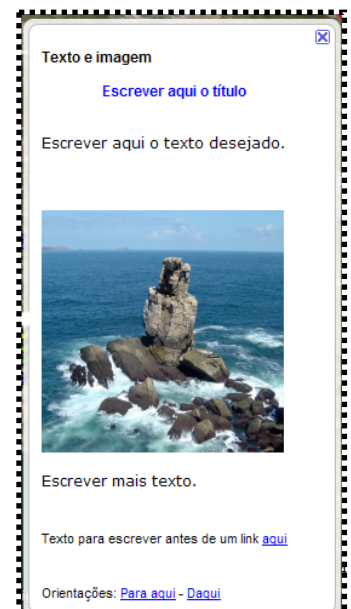 Texto e imagem
Escrever aqui o título
Escrever aqui o texto desejado.
Escrever mais texto.
Texto para escrever antes de um link aqui
Orientações: Para aqui - Daqui